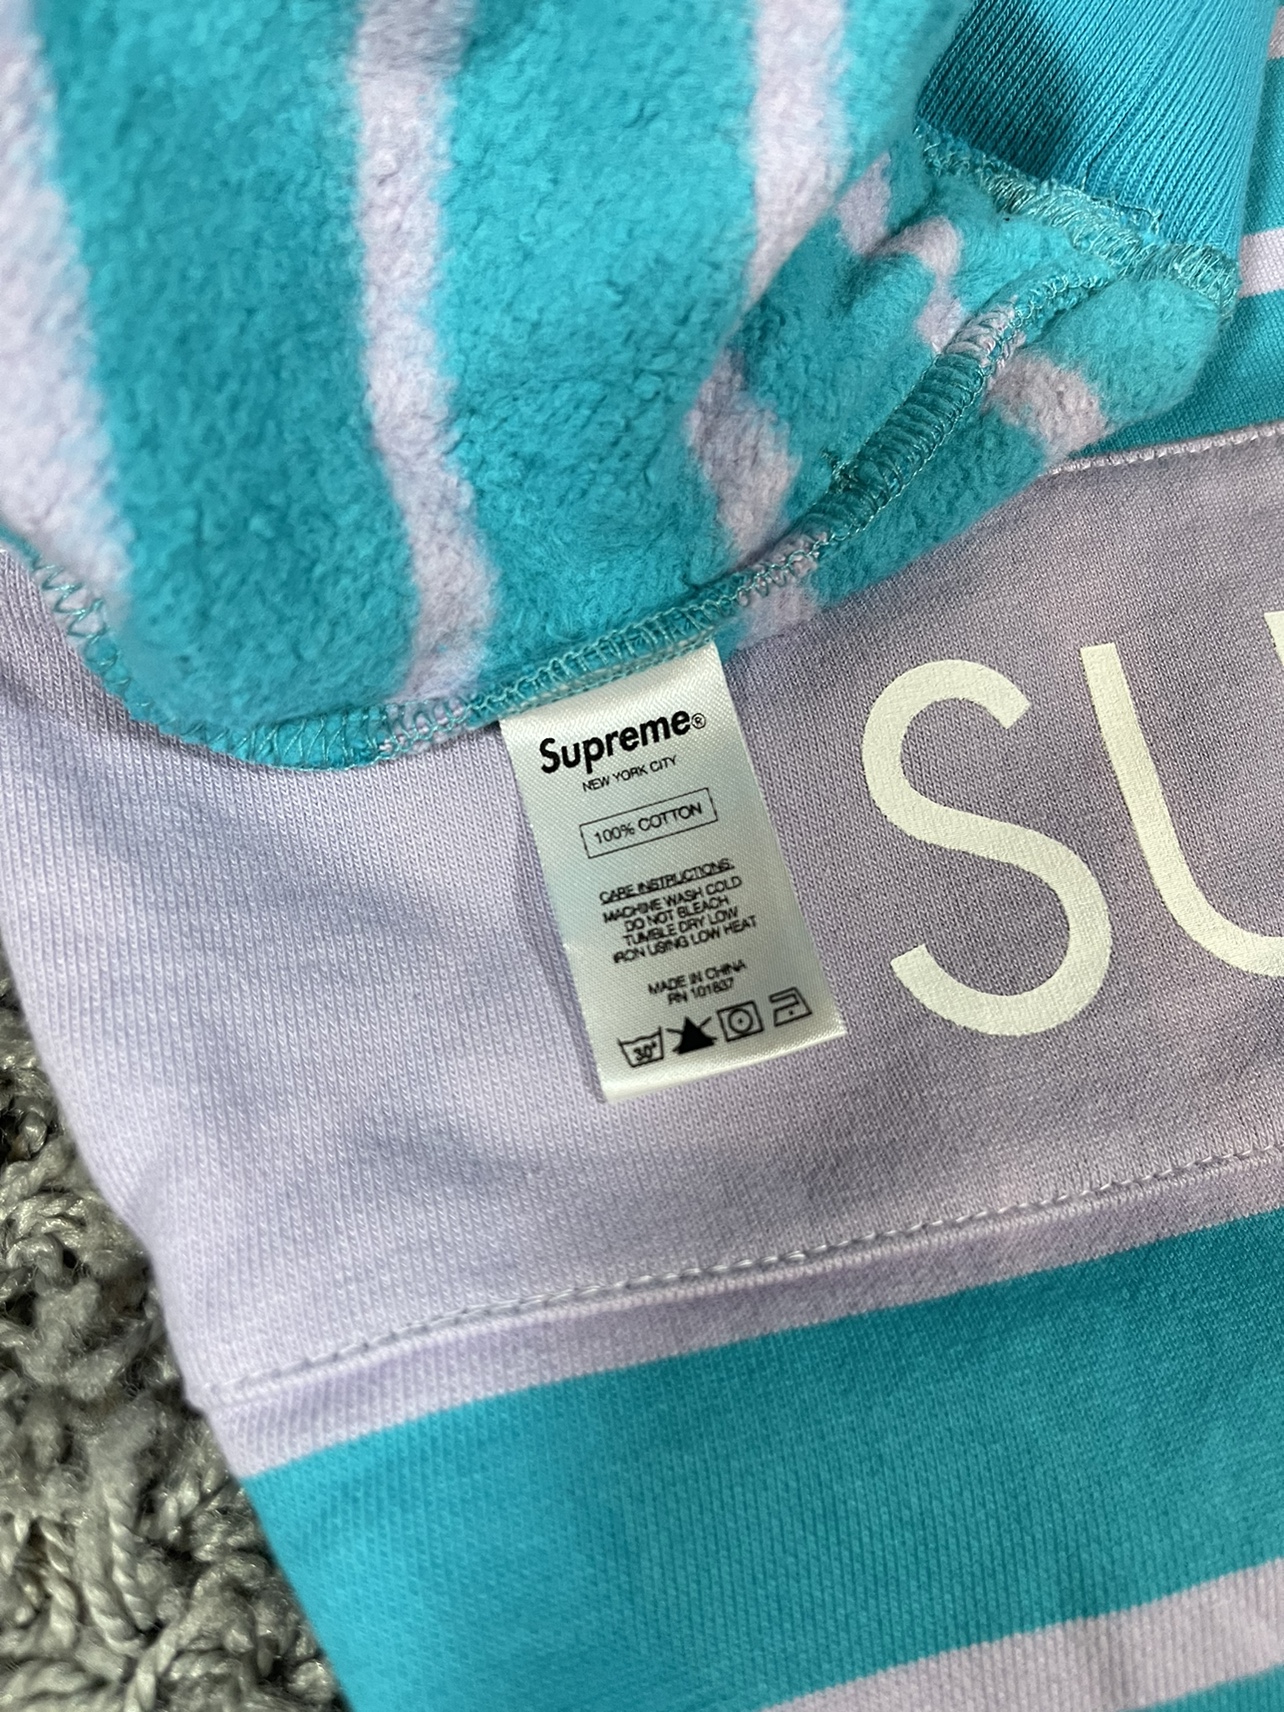 Supreme®
NEW YORK CITY
100% COTTON
CARE INSTRUCTIONS:
MACHINE WASH COLD
DO NOT BLEACH
TUMBLE DRY LOW
IRON USING LOW HEAT
MADE IN CHINA
RN 101837
30°
SU